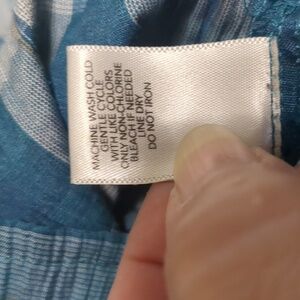 MACHINE WASH COLD
GENTLE CYCLE
WITH LIKE COLORS
ONLY NON-CHLORINE
BLEACH IF NEEDED
LINE DRY
DO NOT IRON